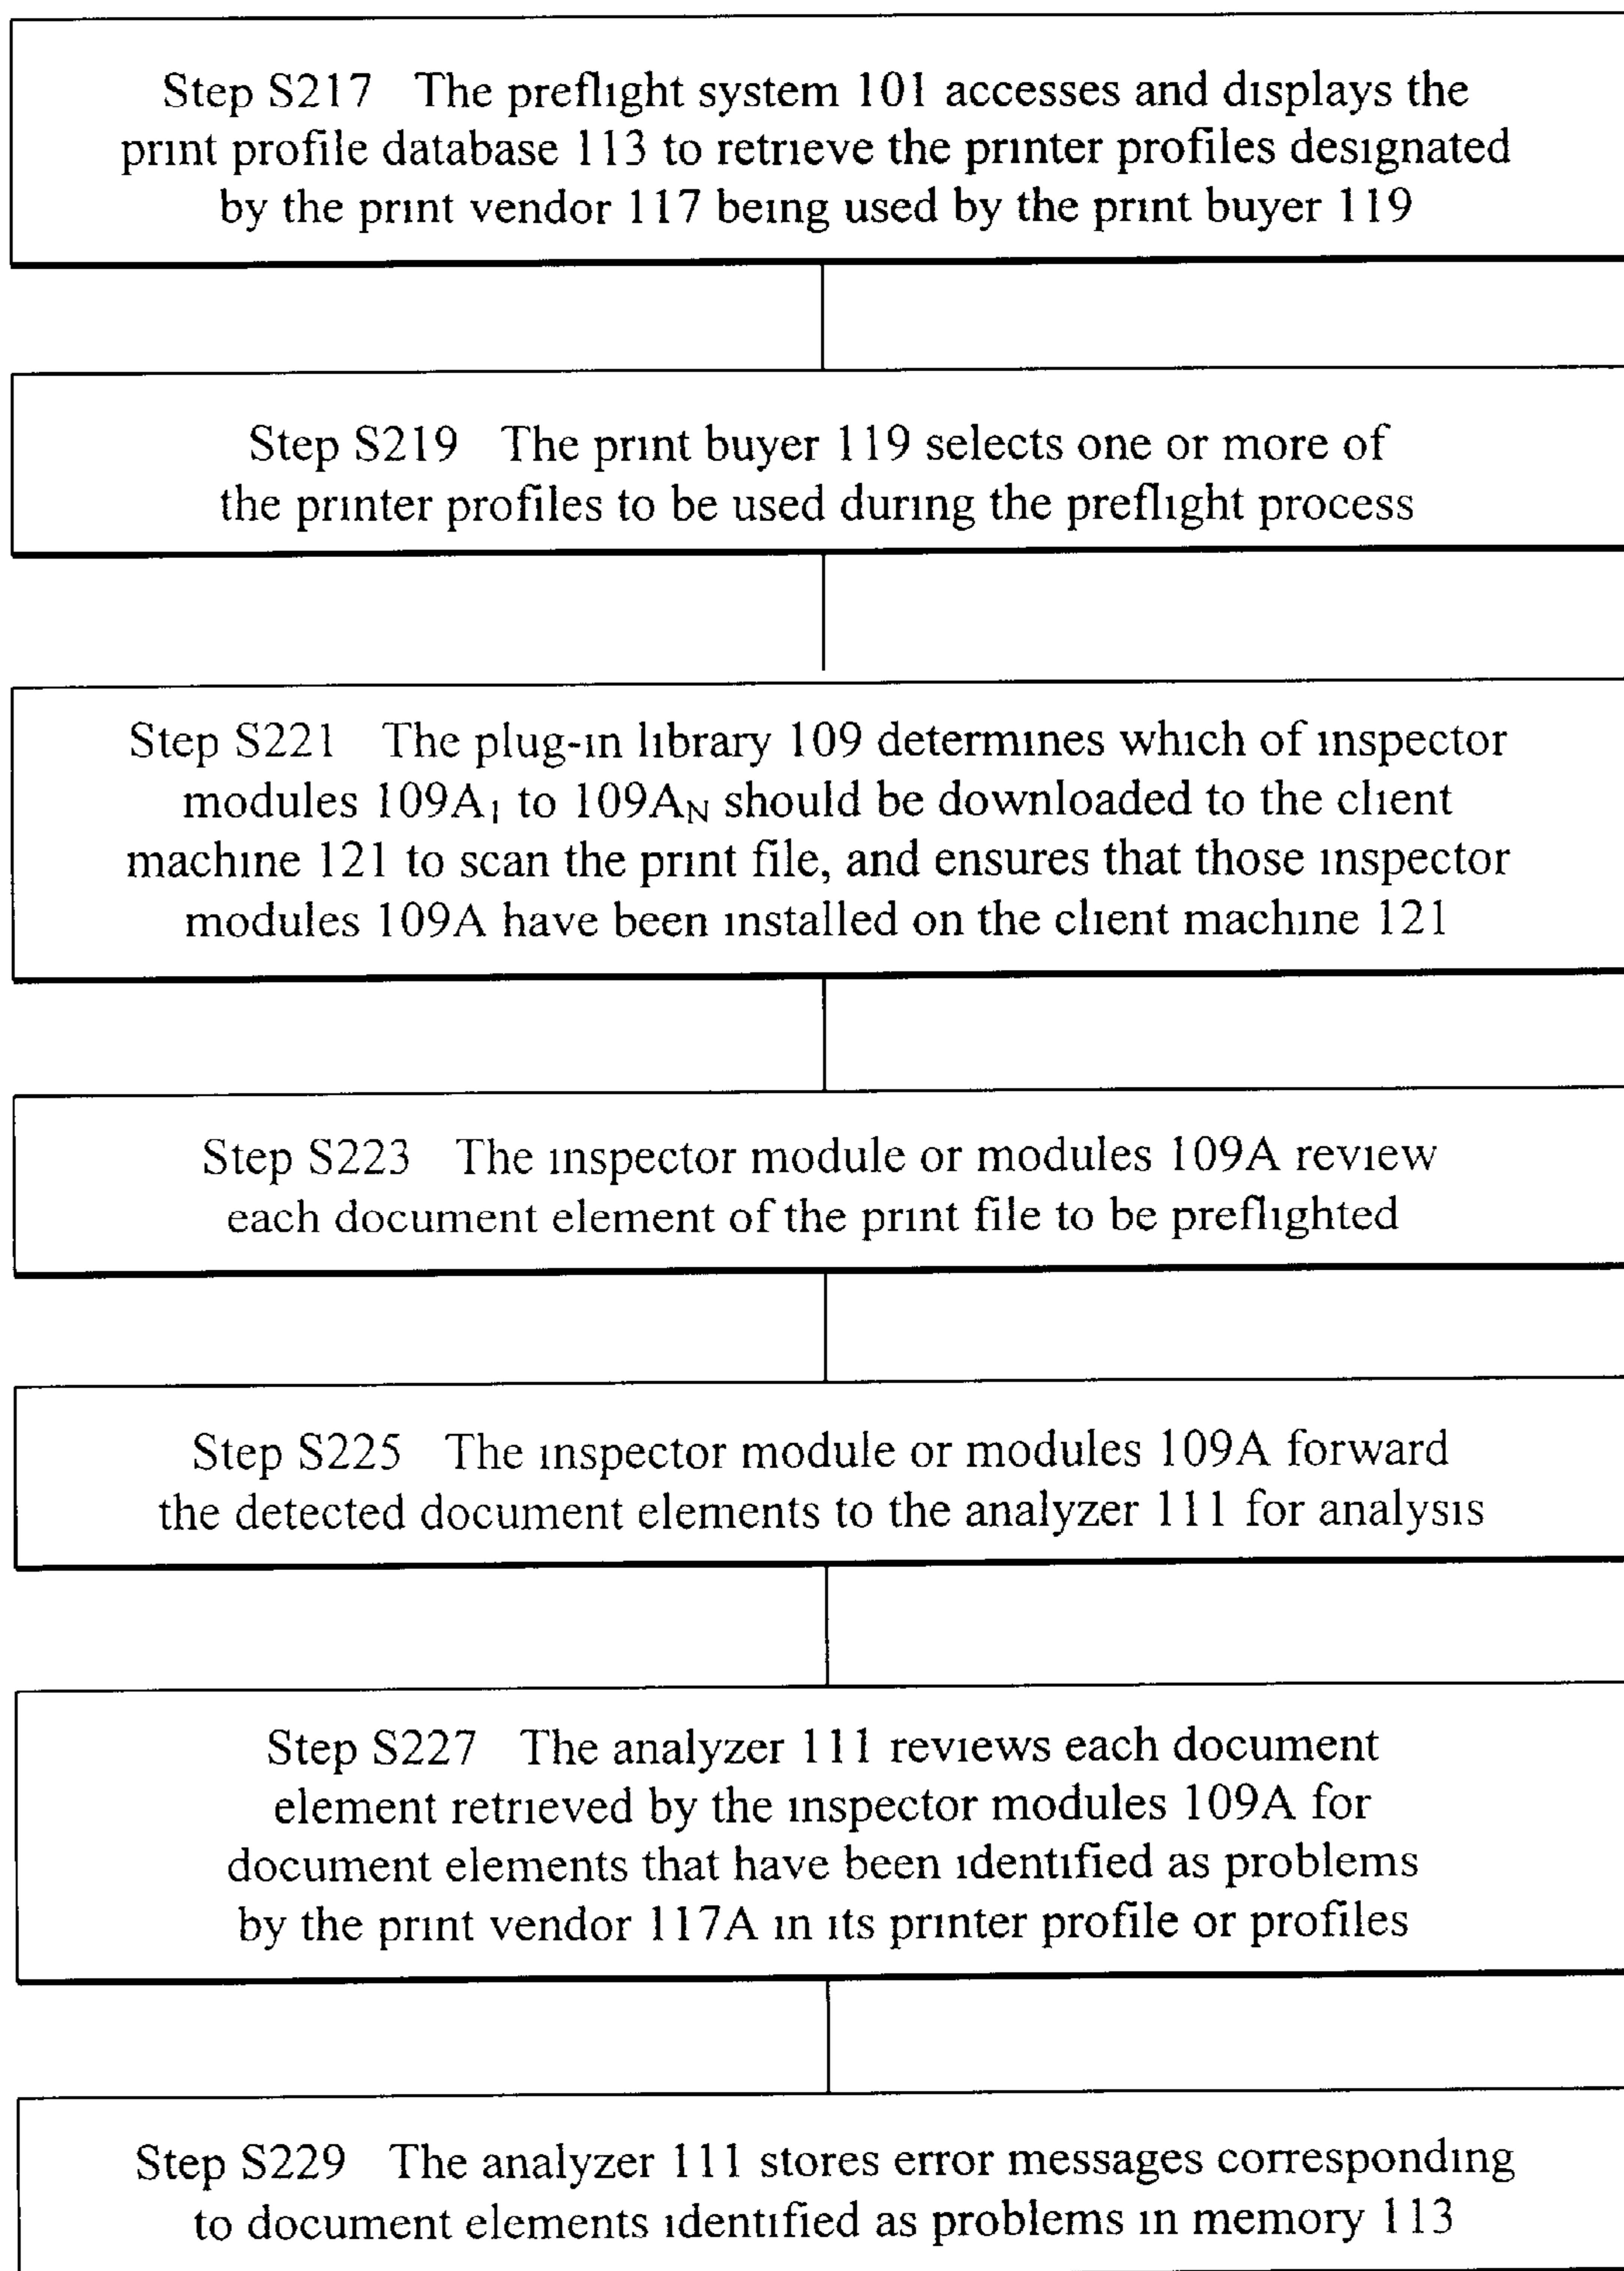 Step S217 The preflight system 101 accesses and displays the
print profile database 113 to retrieve the printer profiles designated
by the print vendor 117 being used by the print buyer 119
Step S219 The print buyer 119 selects one or more of
the printer profiles to be used during the preflight process
Step S221 The plug-in library 109 determines which of inspector
modules 109A₁ to 109A_N should be downloaded to the client
machine 121 to scan the print file, and ensures that those inspector
modules 109A have been installed on the client machine 121
Step S223 The inspector module or modules 109A review
each document element of the print file to be preflighted
Step S225 The inspector module or modules 109A forward
the detected document elements to the analyzer 111 for analysis
Step S227 The analyzer 111 reviews each document
element retrieved by the inspector modules 109A for
document elements that have been identified as problems
by the print vendor 117A in its printer profile or profiles
Step S229 The analyzer 111 stores error messages corresponding
to document elements identified as problems in memory 113